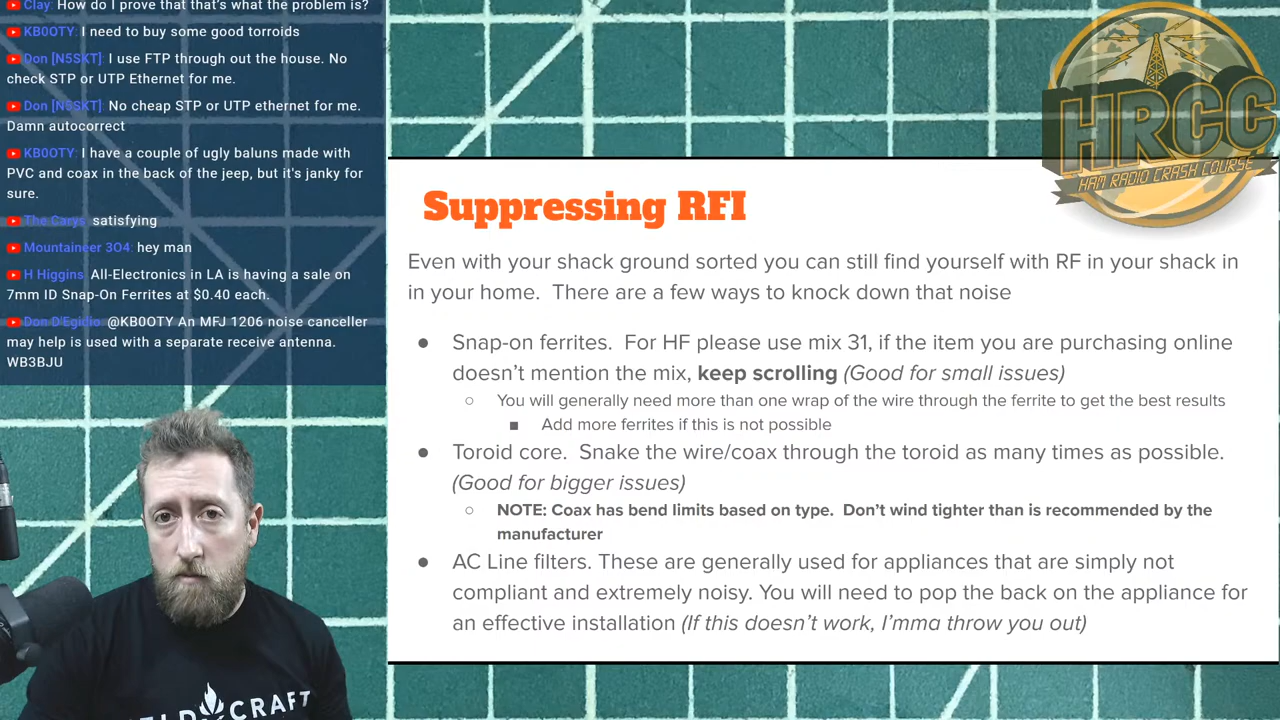 Clay: How do I prove that that's what the problem is?
KB0OTY: I need to buy some good torroids
Don [N5SKT]: I use FTP through out the house. No
check STP or UTP Ethernet for me.
Don [N5SKT]: No cheap STP or UTP ethernet for me.
Damn autocorrect
KB0OTY: I have a couple of ugly baluns made with
PVC and coax in the back of the jeep, but it's janky for
sure.
The Carys: satisfying
Mountaineer 304: hey man
H Higgins: All-Electronics in LA is having a sale on
7mm ID Snap-On Ferrites at $0.40 each.
Don D'Egidio: @KB0OTY An MFJ 1206 noise canceller
may help is used with a separate receive antenna.
WB3BJU
HRCC
HAM RADIO CRASH COURSE
Suppressing RFI
Even with your shack ground sorted you can still find yourself with RF in your shack in
in your home. There are a few ways to knock down that noise
● Snap-on ferrites. For HF please use mix 31, if the item you are purchasing online
doesn't mention the mix, keep scrolling (Good for small issues)
○ You will generally need more than one wrap of the wire through the ferrite to get the best results
■ Add more ferrites if this is not possible
● Toroid core. Snake the wire/coax through the toroid as many times as possible.
(Good for bigger issues)
○ NOTE: Coax has bend limits based on type. Don't wind tighter than is recommended by the
manufacturer
● AC Line filters. These are generally used for appliances that are simply not
compliant and extremely noisy. You will need to pop the back on the appliance for
an effective installation (If this doesn't work, I'mma throw you out)
CRAFT